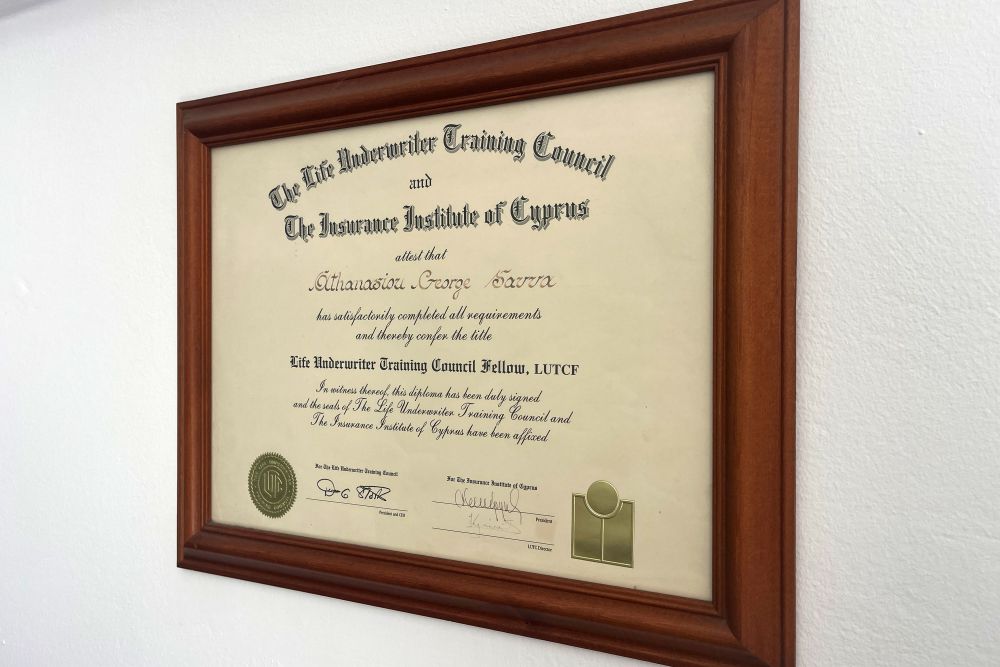 The Life Underwriter Training Council
and
The Insurance Institute of Cyprus
attest that
Athanasiou George Savva
has satisfactorily completed all requirements
and thereby confer the title
Life Underwriter Training Council Fellow, LUTCF
In witness thereof, this diploma has been duly signed
and the seals of The Life Underwriter Training Council and
The Insurance Institute of Cyprus have been affixed
For The Life Underwriter Training Council
President and CEO
For The Insurance Institute of Cyprus
President
LUTC Director